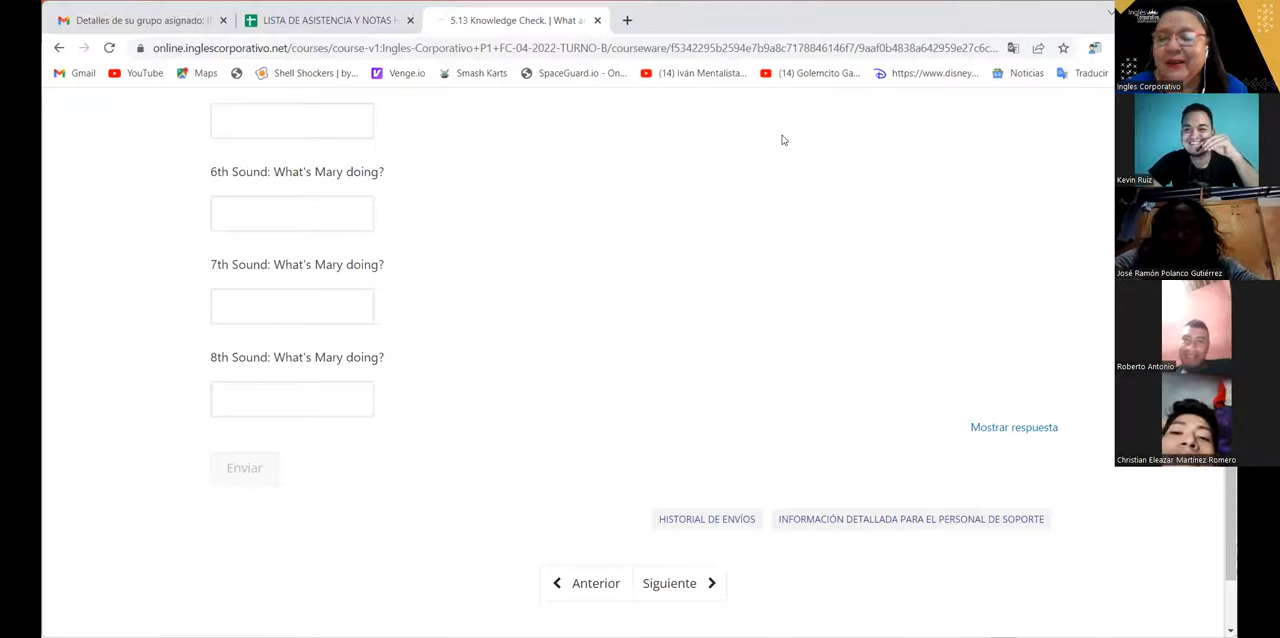 Detalles de su grupo asignado: I
LISTA DE ASISTENCIA Y NOTAS F
5.13 Knowledge Check. | What a
online.inglescorporativo.net/courses/course-v1:Ingles-Corporativo+P1+FC-04-2022-TURNO-B/courseware/f5342295b2594e7b9a8c7178846146f7/9aaf0b4838a642959e27c6c...
Gmail YouTube Maps Shell Shockers | by... Venge.io Smash Karts SpaceGuard.io - On... (14) Iván Mentalista... (14) Golemcito Ga... https://www.disney... Noticias Traducir
6th Sound: What's Mary doing?
7th Sound: What's Mary doing?
8th Sound: What's Mary doing?
Mostrar respuesta
Enviar
HISTORIAL DE ENVÍOS INFORMACIÓN DETALLADA PARA EL PERSONAL DE SOPORTE
Anterior Siguiente
Inglés
Corporativo
Ingles Corporativo
Kevin Ruiz
José Ramón Polanco Gutiérrez
Roberto Antonio
Christian Eleazar Martínez Romero